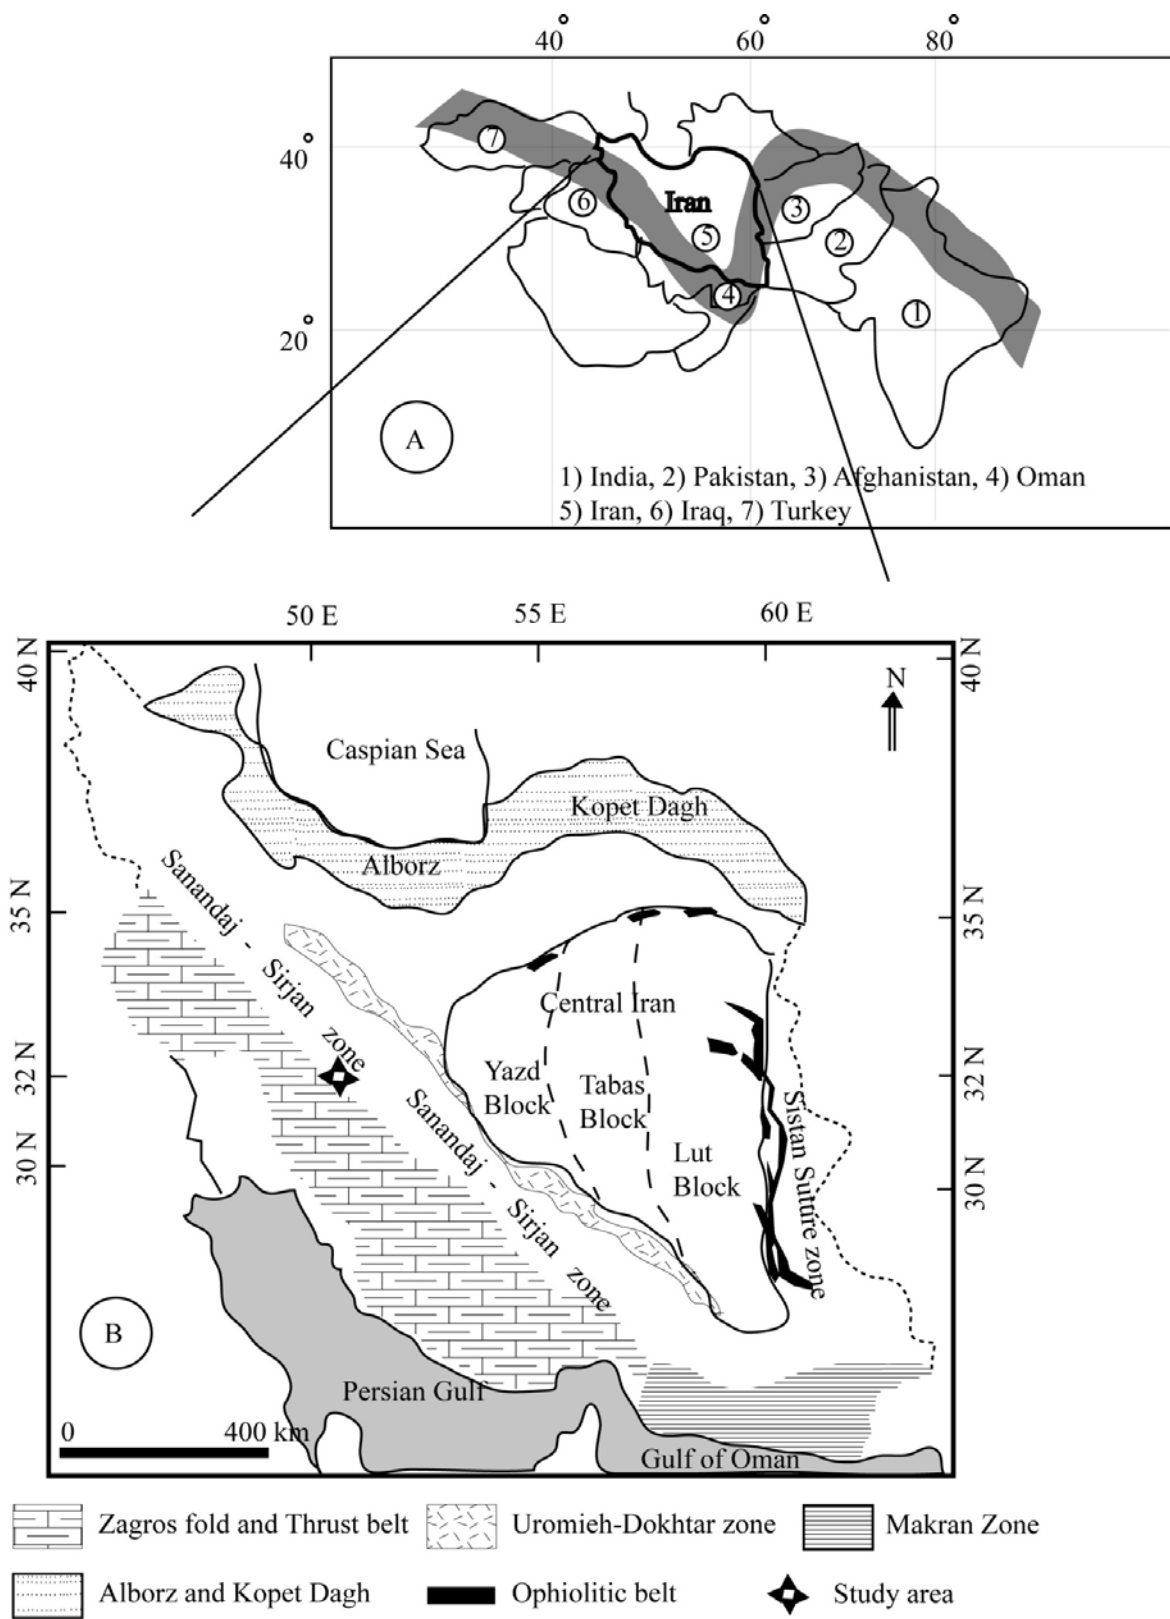 40° 60° 80°
40°
20°
7
6
Iran
5
3
2
4
1
A
1) India, 2) Pakistan, 3) Afghanistan, 4) Oman
5) Iran, 6) Iraq, 7) Turkey
50 E 55 E 60 E
40 N
40 N
N
Caspian Sea
Kopet Dagh
Alborz
Sanandaj - Sirjan zone
35 N
35 N
Central Iran
32 N
32 N
Yazd
Block
Tabas
Block
Sanandaj - Sirjan zone
Sistan Suture zone
30 N
30 N
Lut
Block
B
Persian Gulf
0 400 km
Gulf of Oman
Zagros fold and Thrust belt
Uromieh-Dokhtar zone
Makran Zone
Alborz and Kopet Dagh
Ophiolitic belt
Study area